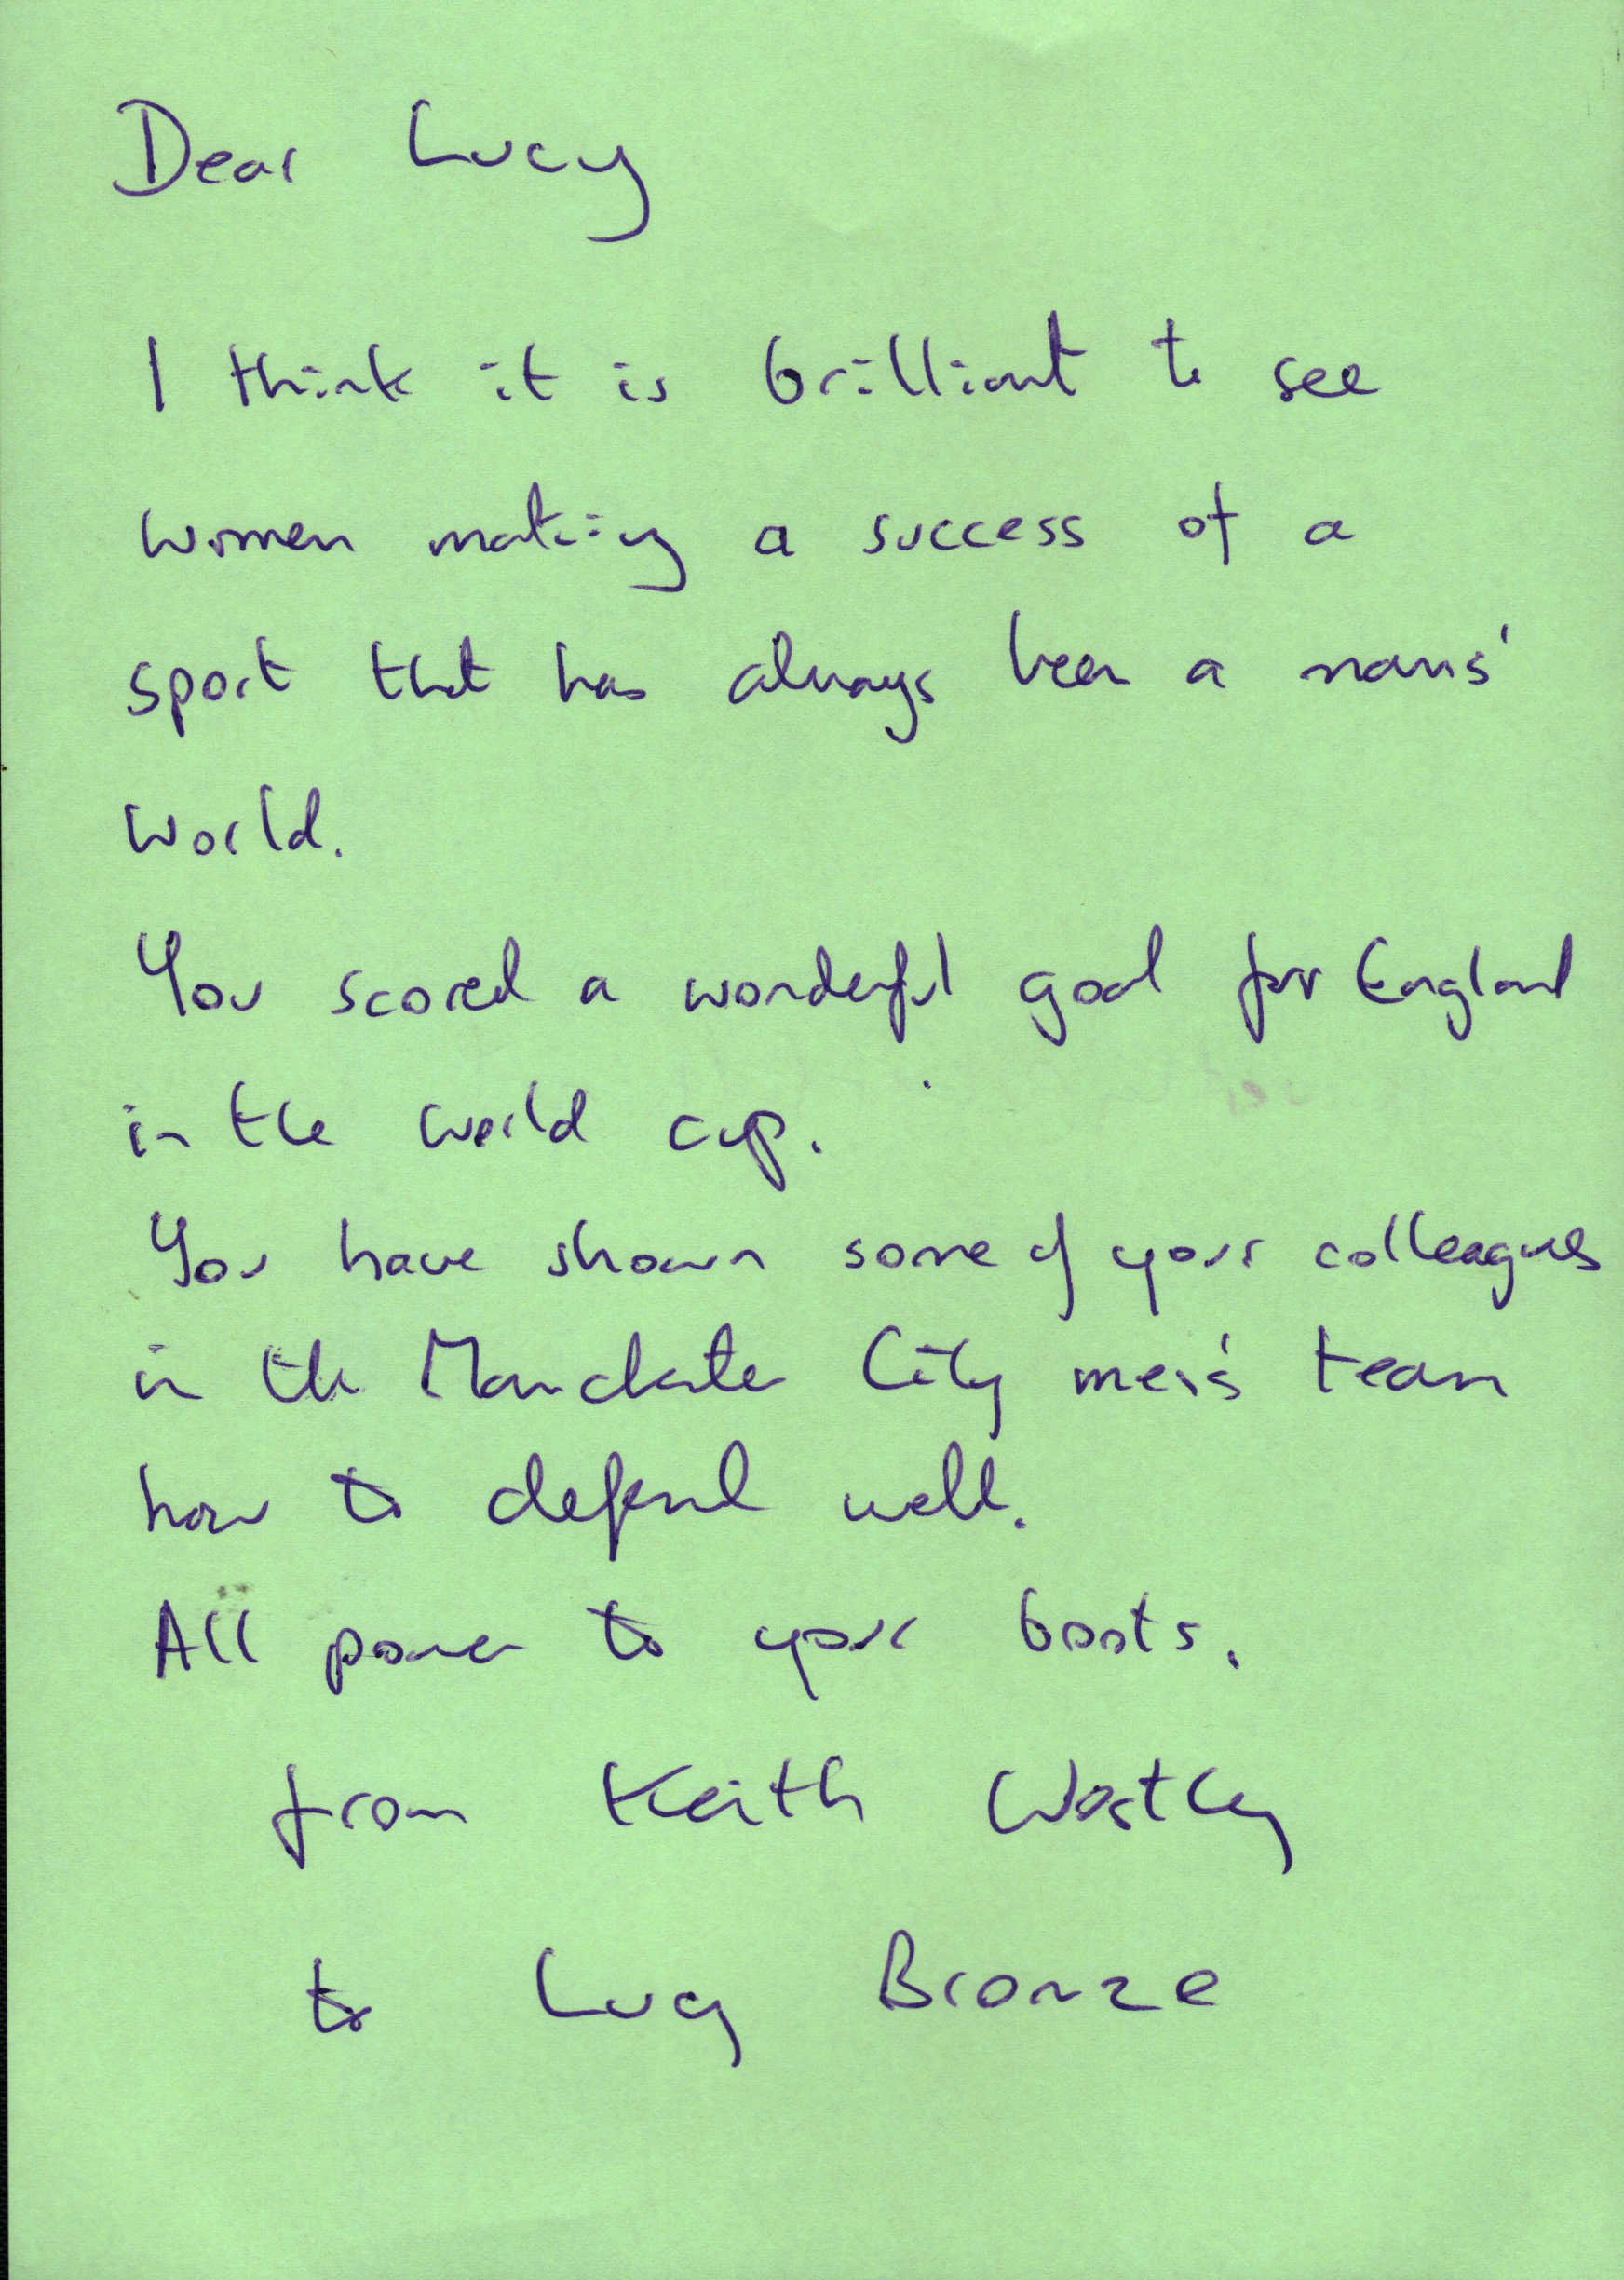 Dear Lucy
I think it is brilliant to see
women making a success of a
sport that has always been a mans'
world.
You scored a wonderful goal for England
in the world cup.
You have shown some of your colleagues
in the Manchester City men's team
how to defend well.
All power to your boots.
from Keith Wastley
to Lucy Bronze